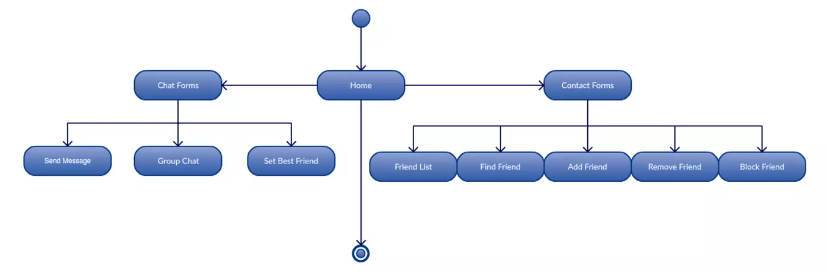 Chat Forms
Home
Contact Forms
Send Message
Group Chat
Set Best Friend
Friend List
Find Friend
Add Friend
Remove Friend
Block Friend